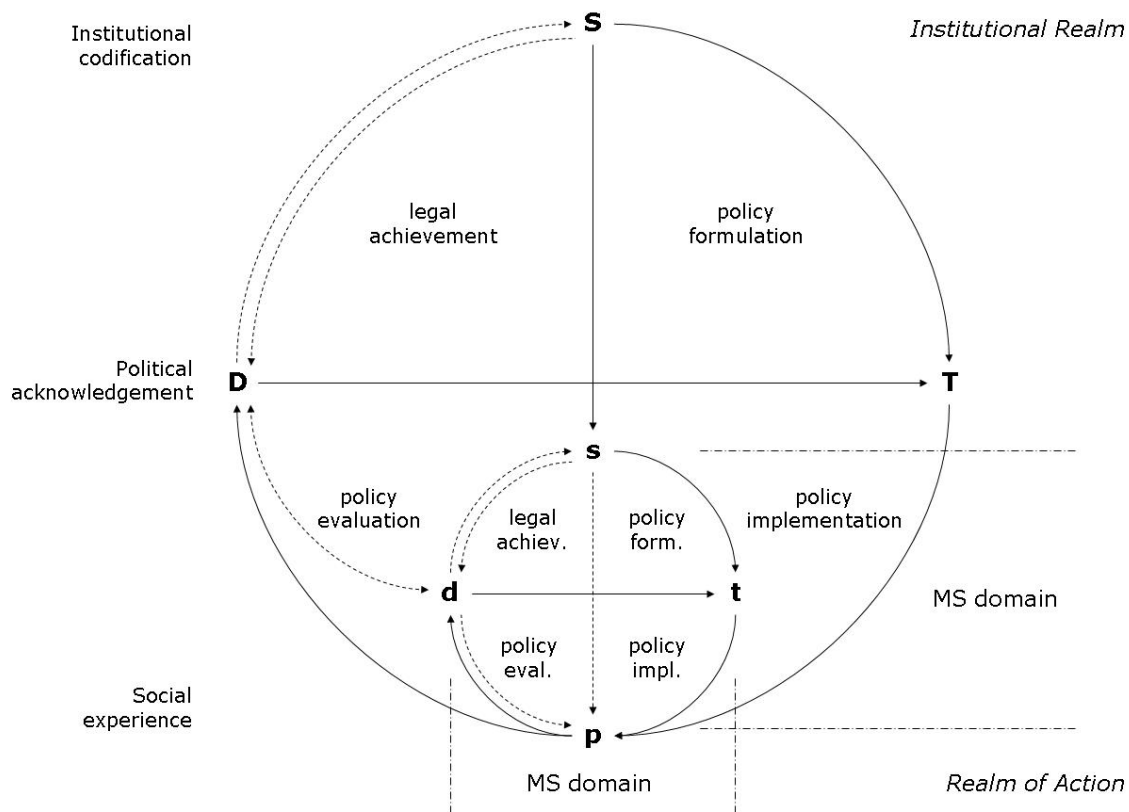 Institutional
codification
S
Institutional Realm
legal
achievement
policy
formulation
Political
acknowledgement
D
T
s
policy
evaluation
legal
achiev.
policy
form.
policy
implementation
d
t
MS domain
policy
eval.
policy
impl.
Social
experience
p
MS domain
Realm of Action